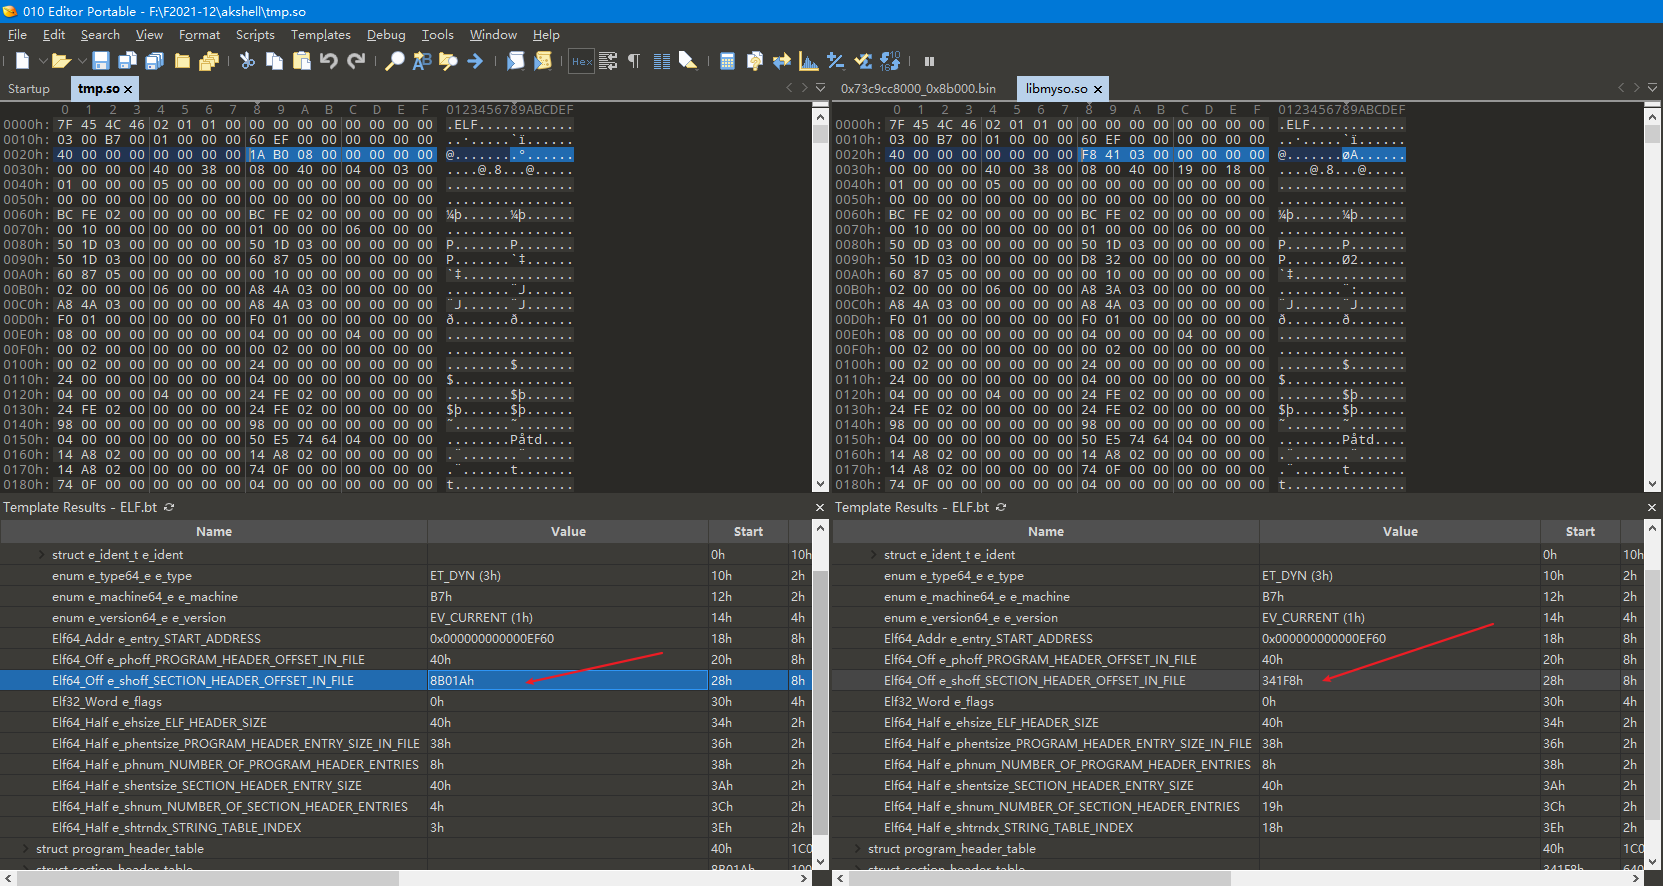 010 Editor Portable - F:\F2021-12\akshell\tmp.so
File Edit Search View Format Scripts Templates Debug Tools Window Help
Startup tmp.so
0 1 2 3 4 5 6 7 8 9 A B C D E F 0123456789ABCDEF
0000h: 7F 45 4C 46 02 01 01 00 00 00 00 00 00 00 00 00 .ELF............
0010h: 03 00 B7 00 01 00 00 00 60 EF 00 00 00 00 00 00 ..·.....`ï......
0020h: 40 00 00 00 00 00 00 00 1A B0 08 00 00 00 00 00 @........°......
0030h: 00 00 00 00 40 00 38 00 08 00 40 00 04 00 03 00 ....@.8...@.....
0040h: 01 00 00 00 05 00 00 00 00 00 00 00 00 00 00 00 ................
0050h: 00 00 00 00 00 00 00 00 00 00 00 00 00 00 00 00 ................
0060h: BC FE 02 00 00 00 00 00 BC FE 02 00 00 00 00 00 ¼þ......¼þ......
0070h: 00 10 00 00 00 00 00 00 01 00 00 00 06 00 00 00 ................
0080h: 50 1D 03 00 00 00 00 00 50 1D 03 00 00 00 00 00 P.......P.......
0090h: 50 1D 03 00 00 00 00 00 60 87 05 00 00 00 00 00 P.......`‡......
00A0h: 60 87 05 00 00 00 00 00 00 10 00 00 00 00 00 00 `‡..............
00B0h: 02 00 00 00 06 00 00 00 A8 4A 03 00 00 00 00 00 ........¨J......
00C0h: A8 4A 03 00 00 00 00 00 A8 4A 03 00 00 00 00 00 ¨J......¨J......
00D0h: F0 01 00 00 00 00 00 00 F0 01 00 00 00 00 00 00 ð.......ð.......
00E0h: 08 00 00 00 00 00 00 00 04 00 00 00 04 00 00 00 ................
00F0h: 00 02 00 00 00 00 00 00 00 02 00 00 00 00 00 00 ................
0100h: 00 02 00 00 00 00 00 00 24 00 00 00 00 00 00 00 ........$.......
0110h: 24 00 00 00 00 00 00 00 04 00 00 00 00 00 00 00 $...............
0120h: 04 00 00 00 04 00 00 00 24 FE 02 00 00 00 00 00 ........$þ......
0130h: 24 FE 02 00 00 00 00 00 24 FE 02 00 00 00 00 00 $þ......$þ......
0140h: 98 00 00 00 00 00 00 00 98 00 00 00 00 00 00 00 ˜.......˜.......
0150h: 04 00 00 00 00 00 00 00 50 E5 74 64 04 00 00 00 ........Påtd....
0160h: 14 A8 02 00 00 00 00 00 14 A8 02 00 00 00 00 00 .¨.......¨......
0170h: 14 A8 02 00 00 00 00 00 74 0F 00 00 00 00 00 00 .¨......t.......
0180h: 74 0F 00 00 00 00 00 00 04 00 00 00 00 00 00 00 t...............
Template Results - ELF.bt
Name Value Start
struct e_ident_t e_ident 0h 10h
enum e_type64_e e_type ET_DYN (3h) 10h 2h
enum e_machine64_e e_machine B7h 12h 2h
enum e_version64_e e_version EV_CURRENT (1h) 14h 4h
Elf64_Addr e_entry_START_ADDRESS 0x000000000000EF60 18h 8h
Elf64_Off e_phoff_PROGRAM_HEADER_OFFSET_IN_FILE 40h 20h 8h
Elf64_Off e_shoff_SECTION_HEADER_OFFSET_IN_FILE 8B01Ah 28h 8h
Elf32_Word e_flags 0h 30h 4h
Elf64_Half e_ehsize_ELF_HEADER_SIZE 40h 34h 2h
Elf64_Half e_phentsize_PROGRAM_HEADER_ENTRY_SIZE_IN_FILE 38h 36h 2h
Elf64_Half e_phnum_NUMBER_OF_PROGRAM_HEADER_ENTRIES 8h 38h 2h
Elf64_Half e_shentsize_SECTION_HEADER_ENTRY_SIZE 40h 3Ah 2h
Elf64_Half e_shnum_NUMBER_OF_SECTION_HEADER_ENTRIES 4h 3Ch 2h
Elf64_Half e_shtrndx_STRING_TABLE_INDEX 3h 3Eh 2h
struct program_header_table 40h 1C0
struct section_header_table 8B01Ah 100
0x73c9cc8000_0x8b000.bin libmyso.so
0 1 2 3 4 5 6 7 8 9 A B C D E F 0123456789ABCDEF
0000h: 7F 45 4C 46 02 01 01 00 00 00 00 00 00 00 00 00 .ELF............
0010h: 03 00 B7 00 01 00 00 00 60 EF 00 00 00 00 00 00 ..·.....`ï......
0020h: 40 00 00 00 00 00 00 00 F8 41 03 00 00 00 00 00 @.......øA......
0030h: 00 00 00 00 40 00 38 00 08 00 40 00 19 00 18 00 ....@.8...@.....
0040h: 01 00 00 00 05 00 00 00 00 00 00 00 00 00 00 00 ................
0050h: 00 00 00 00 00 00 00 00 00 00 00 00 00 00 00 00 ................
0060h: BC FE 02 00 00 00 00 00 BC FE 02 00 00 00 00 00 ¼þ......¼þ......
0070h: 00 10 00 00 00 00 00 00 01 00 00 00 06 00 00 00 ................
0080h: 50 0D 03 00 00 00 00 00 50 1D 03 00 00 00 00 00 P.......P.......
0090h: 50 1D 03 00 00 00 00 00 D8 32 00 00 00 00 00 00 P.......Ø2......
00A0h: 60 87 05 00 00 00 00 00 00 10 00 00 00 00 00 00 `‡..............
00B0h: 02 00 00 00 06 00 00 00 A8 3A 03 00 00 00 00 00 ........¨:......
00C0h: A8 4A 03 00 00 00 00 00 A8 4A 03 00 00 00 00 00 ¨J......¨J......
00D0h: F0 01 00 00 00 00 00 00 F0 01 00 00 00 00 00 00 ð.......ð.......
00E0h: 08 00 00 00 00 00 00 00 04 00 00 00 04 00 00 00 ................
00F0h: 00 02 00 00 00 00 00 00 00 02 00 00 00 00 00 00 ................
0100h: 00 02 00 00 00 00 00 00 24 00 00 00 00 00 00 00 ........$.......
0110h: 24 00 00 00 00 00 00 00 04 00 00 00 00 00 00 00 $...............
0120h: 04 00 00 00 04 00 00 00 24 FE 02 00 00 00 00 00 ........$þ......
0130h: 24 FE 02 00 00 00 00 00 24 FE 02 00 00 00 00 00 $þ......$þ......
0140h: 98 00 00 00 00 00 00 00 98 00 00 00 00 00 00 00 ˜.......˜.......
0150h: 04 00 00 00 00 00 00 00 50 E5 74 64 04 00 00 00 ........Påtd....
0160h: 14 A8 02 00 00 00 00 00 14 A8 02 00 00 00 00 00 .¨.......¨......
0170h: 14 A8 02 00 00 00 00 00 74 0F 00 00 00 00 00 00 .¨......t.......
0180h: 74 0F 00 00 00 00 00 00 04 00 00 00 00 00 00 00 t...............
Template Results - ELF.bt
Name Value Start
struct e_ident_t e_ident 0h 10h
enum e_type64_e e_type ET_DYN (3h) 10h 2h
enum e_machine64_e e_machine B7h 12h 2h
enum e_version64_e e_version EV_CURRENT (1h) 14h 4h
Elf64_Addr e_entry_START_ADDRESS 0x000000000000EF60 18h 8h
Elf64_Off e_phoff_PROGRAM_HEADER_OFFSET_IN_FILE 40h 20h 8h
Elf64_Off e_shoff_SECTION_HEADER_OFFSET_IN_FILE 341F8h 28h 8h
Elf32_Word e_flags 0h 30h 4h
Elf64_Half e_ehsize_ELF_HEADER_SIZE 40h 34h 2h
Elf64_Half e_phentsize_PROGRAM_HEADER_ENTRY_SIZE_IN_FILE 38h 36h 2h
Elf64_Half e_phnum_NUMBER_OF_PROGRAM_HEADER_ENTRIES 8h 38h 2h
Elf64_Half e_shentsize_SECTION_HEADER_ENTRY_SIZE 40h 3Ah 2h
Elf64_Half e_shnum_NUMBER_OF_SECTION_HEADER_ENTRIES 19h 3Ch 2h
Elf64_Half e_shtrndx_STRING_TABLE_INDEX 18h 3Eh 2h
struct program_header_table 40h 1C0
struct section_header_table 341F8h 640